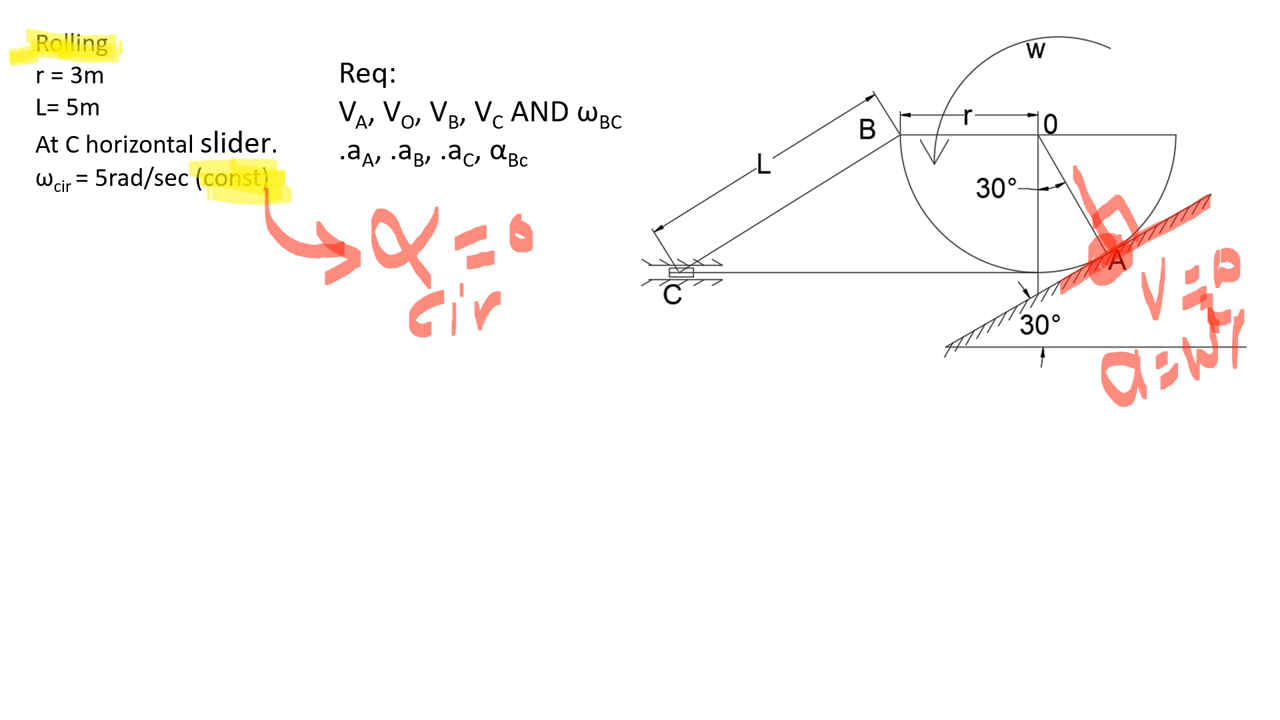 Rolling
r = 3m
L= 5m
At C horizontal slider.
ωcir = 5rad/sec (const)
Req:
VA, VO, VB, VC AND ωBC
.aA, .aB, .aC, αBc
α = 0
cir
w
B
r
0
L
30°
A
C
30°
V = 0
a = w²r